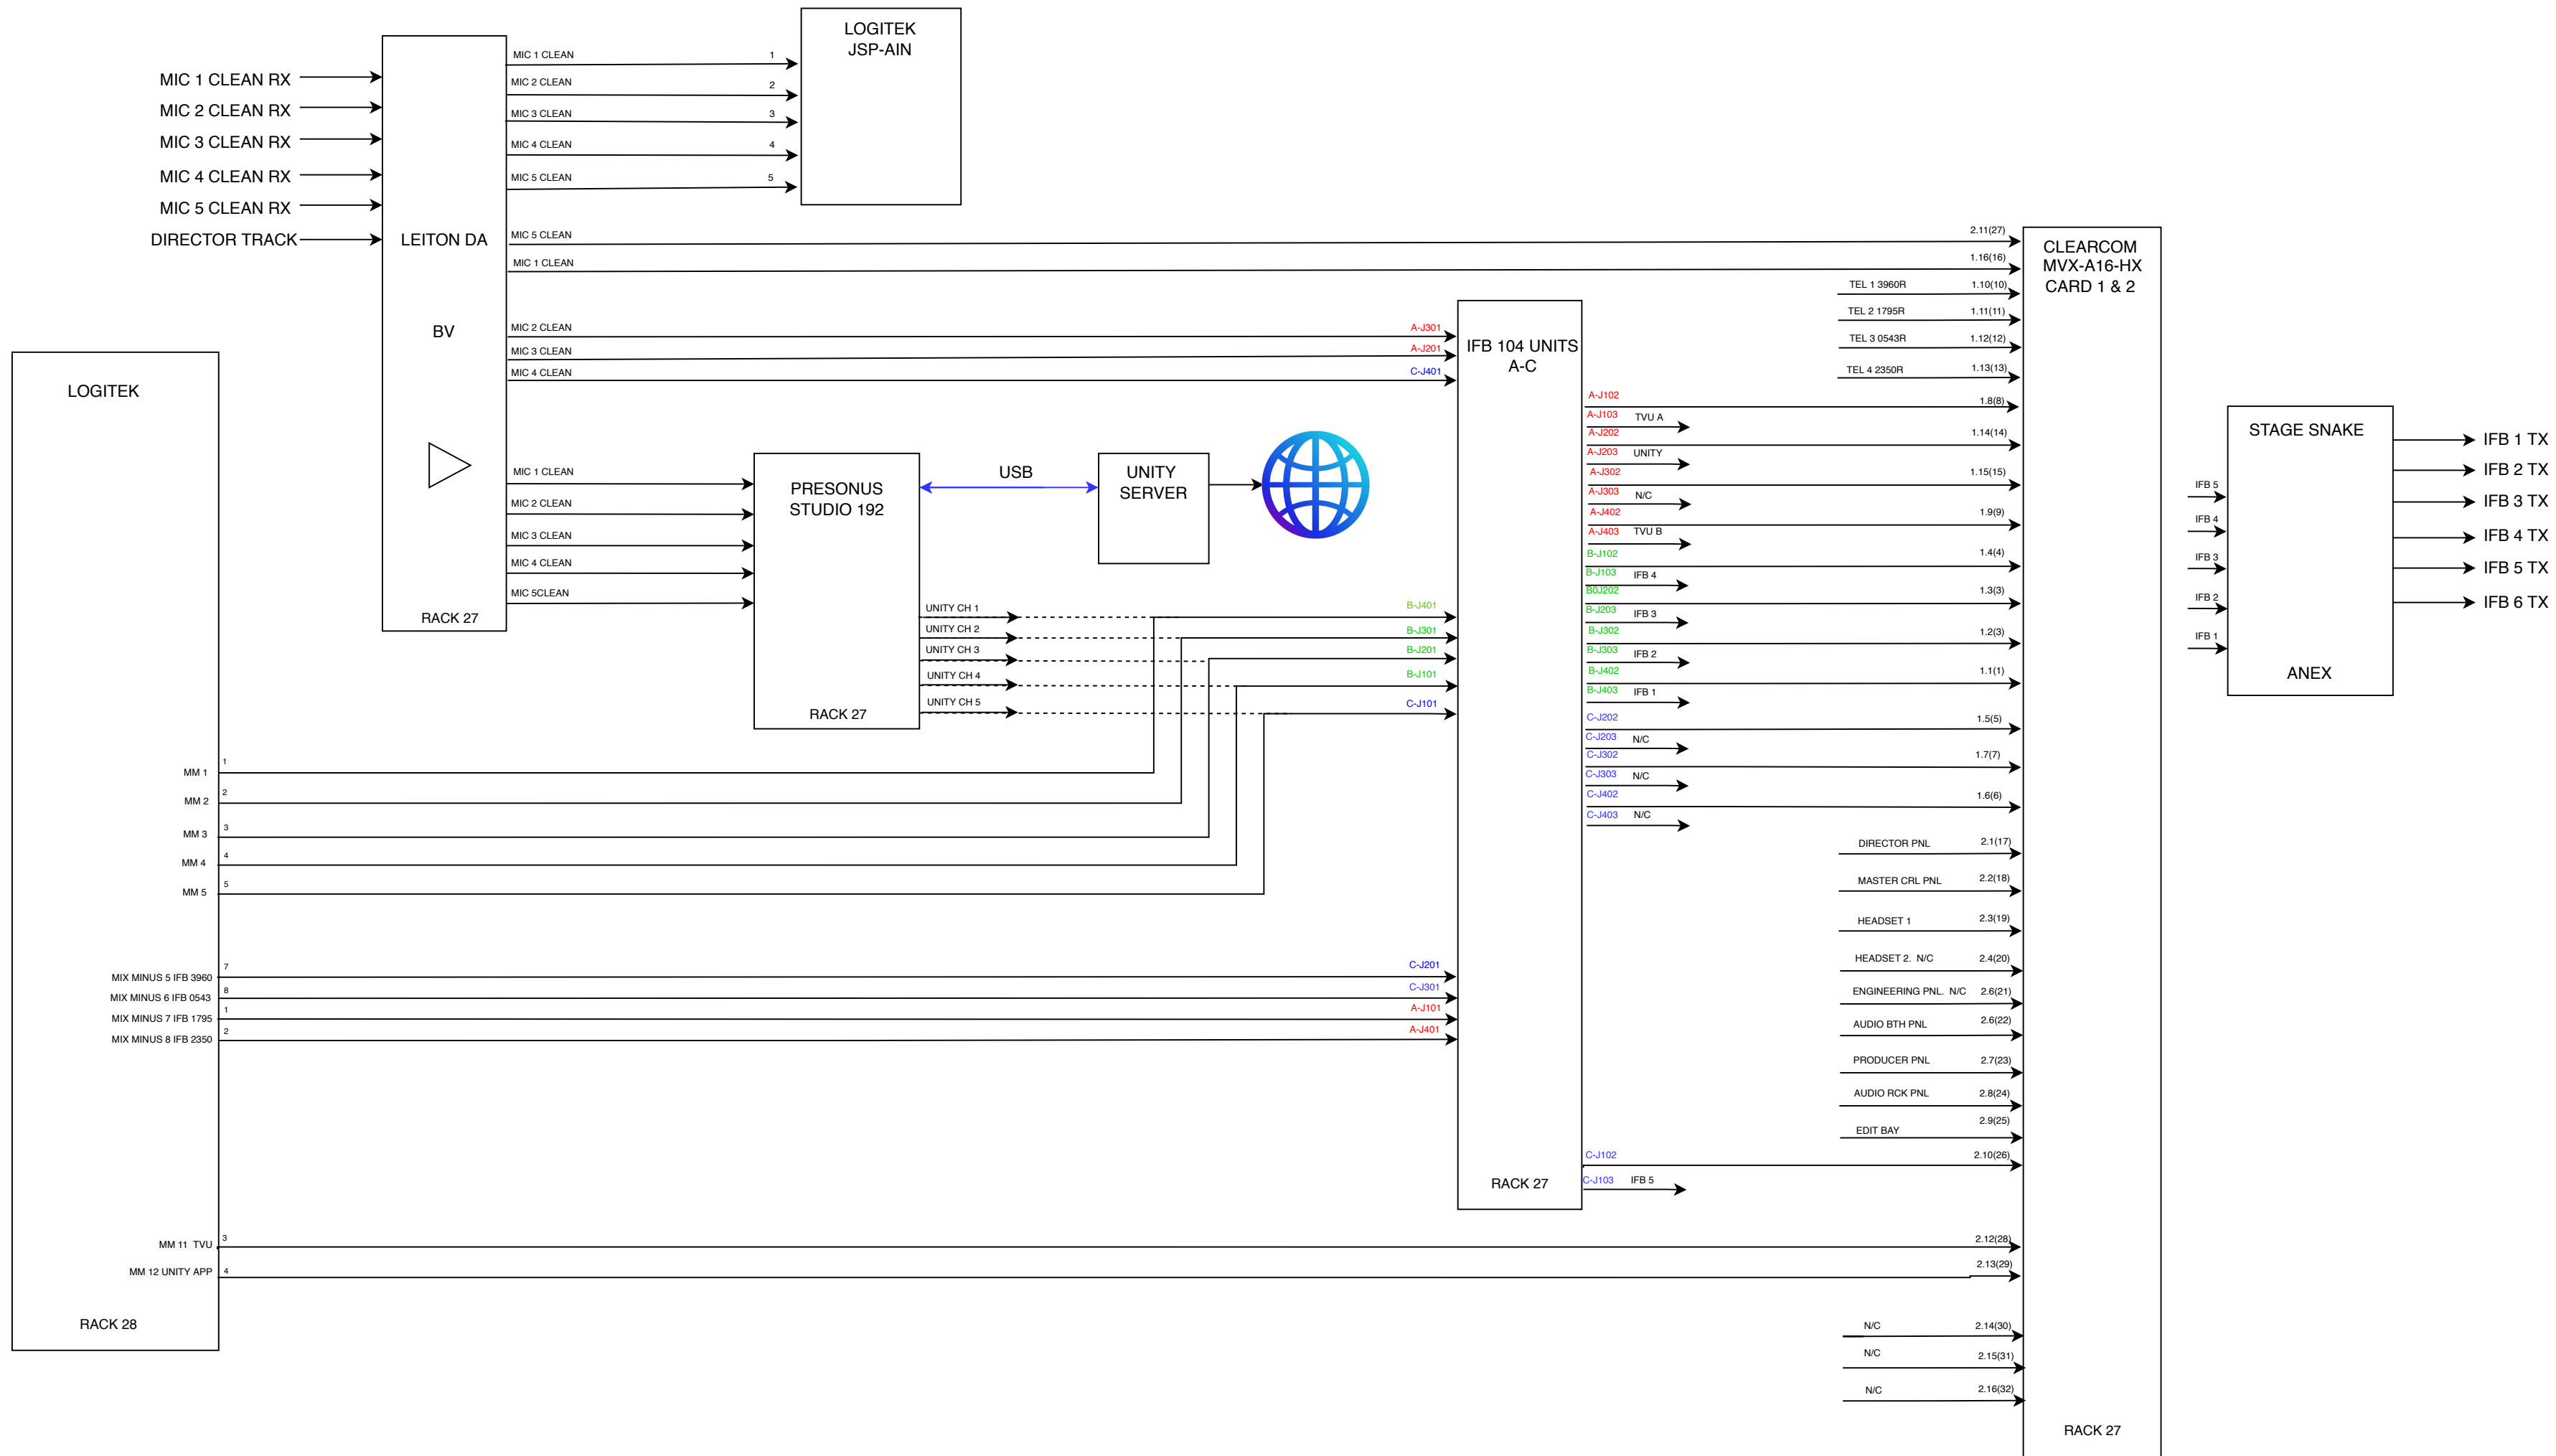 LOGITEK
JSP-AIN
MIC 1 CLEAN RX
MIC 2 CLEAN RX
MIC 3 CLEAN RX
MIC 4 CLEAN RX
MIC 5 CLEAN RX
DIRECTOR TRACK
LEITON DA
BV
RACK 27
MIC 1 CLEAN 1
MIC 2 CLEAN 2
MIC 3 CLEAN 3
MIC 4 CLEAN 4
MIC 5 CLEAN 5
MIC 5 CLEAN 2.11(27)
MIC 1 CLEAN 1.16(16)
MIC 2 CLEAN A-J301
MIC 3 CLEAN A-J201
MIC 4 CLEAN C-J401
MIC 1 CLEAN
MIC 2 CLEAN
MIC 3 CLEAN
MIC 4 CLEAN
MIC 5CLEAN
PRESONUS
STUDIO 192
RACK 27
USB
UNITY
SERVER
UNITY CH 1 B-J401
UNITY CH 2 B-J301
UNITY CH 3 B-J201
UNITY CH 4 B-J101
UNITY CH 5 C-J101
LOGITEK
MM 1 1
MM 2 2
MM 3 3
MM 4 4
MM 5 5
MIX MINUS 5 IFB 3960 7 C-J201
MIX MINUS 6 IFB 0543 8 C-J301
MIX MINUS 7 IFB 1795 1 A-J101
MIX MINUS 8 IFB 2350 2 A-J401
MM 11 TVU 3 2.12(28)
MM 12 UNITY APP 4 2.13(29)
RACK 28
IFB 104 UNITS
A-C
A-J102 1.8(8)
A-J103 TVU A
A-J202 1.14(14)
A-J203 UNITY
A-J302 1.15(15)
A-J303 N/C
A-J402 1.9(9)
A-J403 TVU B
B-J102 1.4(4)
B-J103 IFB 4
B0J202 1.3(3)
B-J203 IFB 3
B-J302 1.2(3)
B-J303 IFB 2
B-J402 1.1(1)
B-J403 IFB 1
C-J202 1.5(5)
C-J203 N/C
C-J302 1.7(7)
C-J303 N/C
C-J402 1.6(6)
C-J403 N/C
C-J102 2.10(26)
C-J103 IFB 5
RACK 27
CLEARCOM
MVX-A16-HX
CARD 1 & 2
TEL 1 3960R 1.10(10)
TEL 2 1795R 1.11(11)
TEL 3 0543R 1.12(12)
TEL 4 2350R 1.13(13)
DIRECTOR PNL 2.1(17)
MASTER CRL PNL 2.2(18)
HEADSET 1 2.3(19)
HEADSET 2. N/C 2.4(20)
ENGINEERING PNL. N/C 2.6(21)
AUDIO BTH PNL 2.6(22)
PRODUCER PNL 2.7(23)
AUDIO RCK PNL 2.8(24)
EDIT BAY 2.9(25)
N/C 2.14(30)
N/C 2.15(31)
N/C 2.16(32)
RACK 27
STAGE SNAKE
ANEX
IFB 5
IFB 4
IFB 3
IFB 2
IFB 1
IFB 1 TX
IFB 2 TX
IFB 3 TX
IFB 4 TX
IFB 5 TX
IFB 6 TX